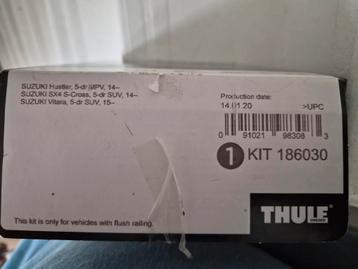 SUZUKI Hustler, 5-dr MPV, 14–
SUZUKI SX4 S-Cross, 5-dr SUV, 14–
SUZUKI Vitara, 5-dr SUV, 15–
Production date:
14.01.20 >UPC
0 91021 98308 3
1 KIT 186030
This kit is only for vehicles with flush railing.
THULE
SWEDEN